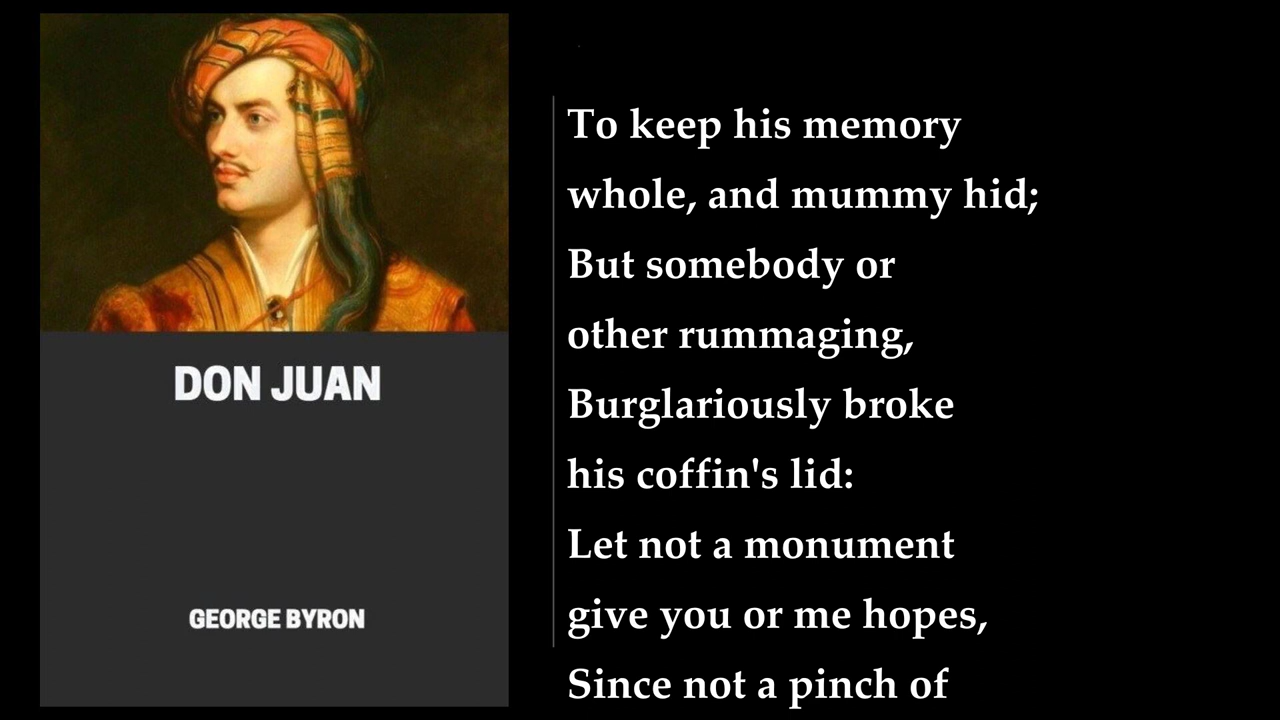 DON JUAN
GEORGE BYRON
To keep his memory
whole, and mummy hid;
But somebody or
other rummaging,
Burglariously broke
his coffin's lid:
Let not a monument
give you or me hopes,
Since not a pinch of